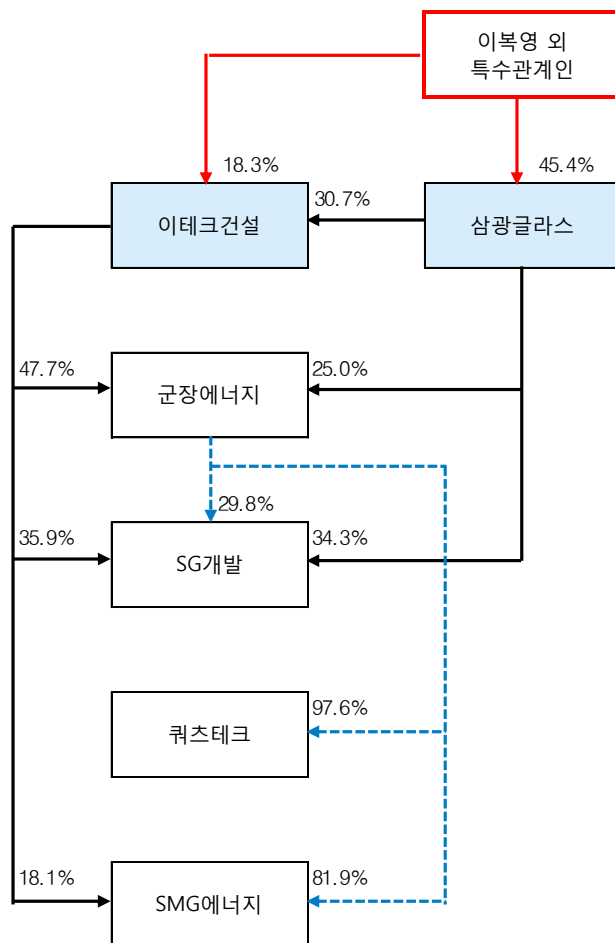 이복영 외
특수관계인
18.3%
45.4%
30.7%
이테크건설
삼광글라스
47.7%
25.0%
군장에너지
29.8%
35.9%
34.3%
SG개발
97.6%
쿼츠테크
18.1%
81.9%
SMG에너지